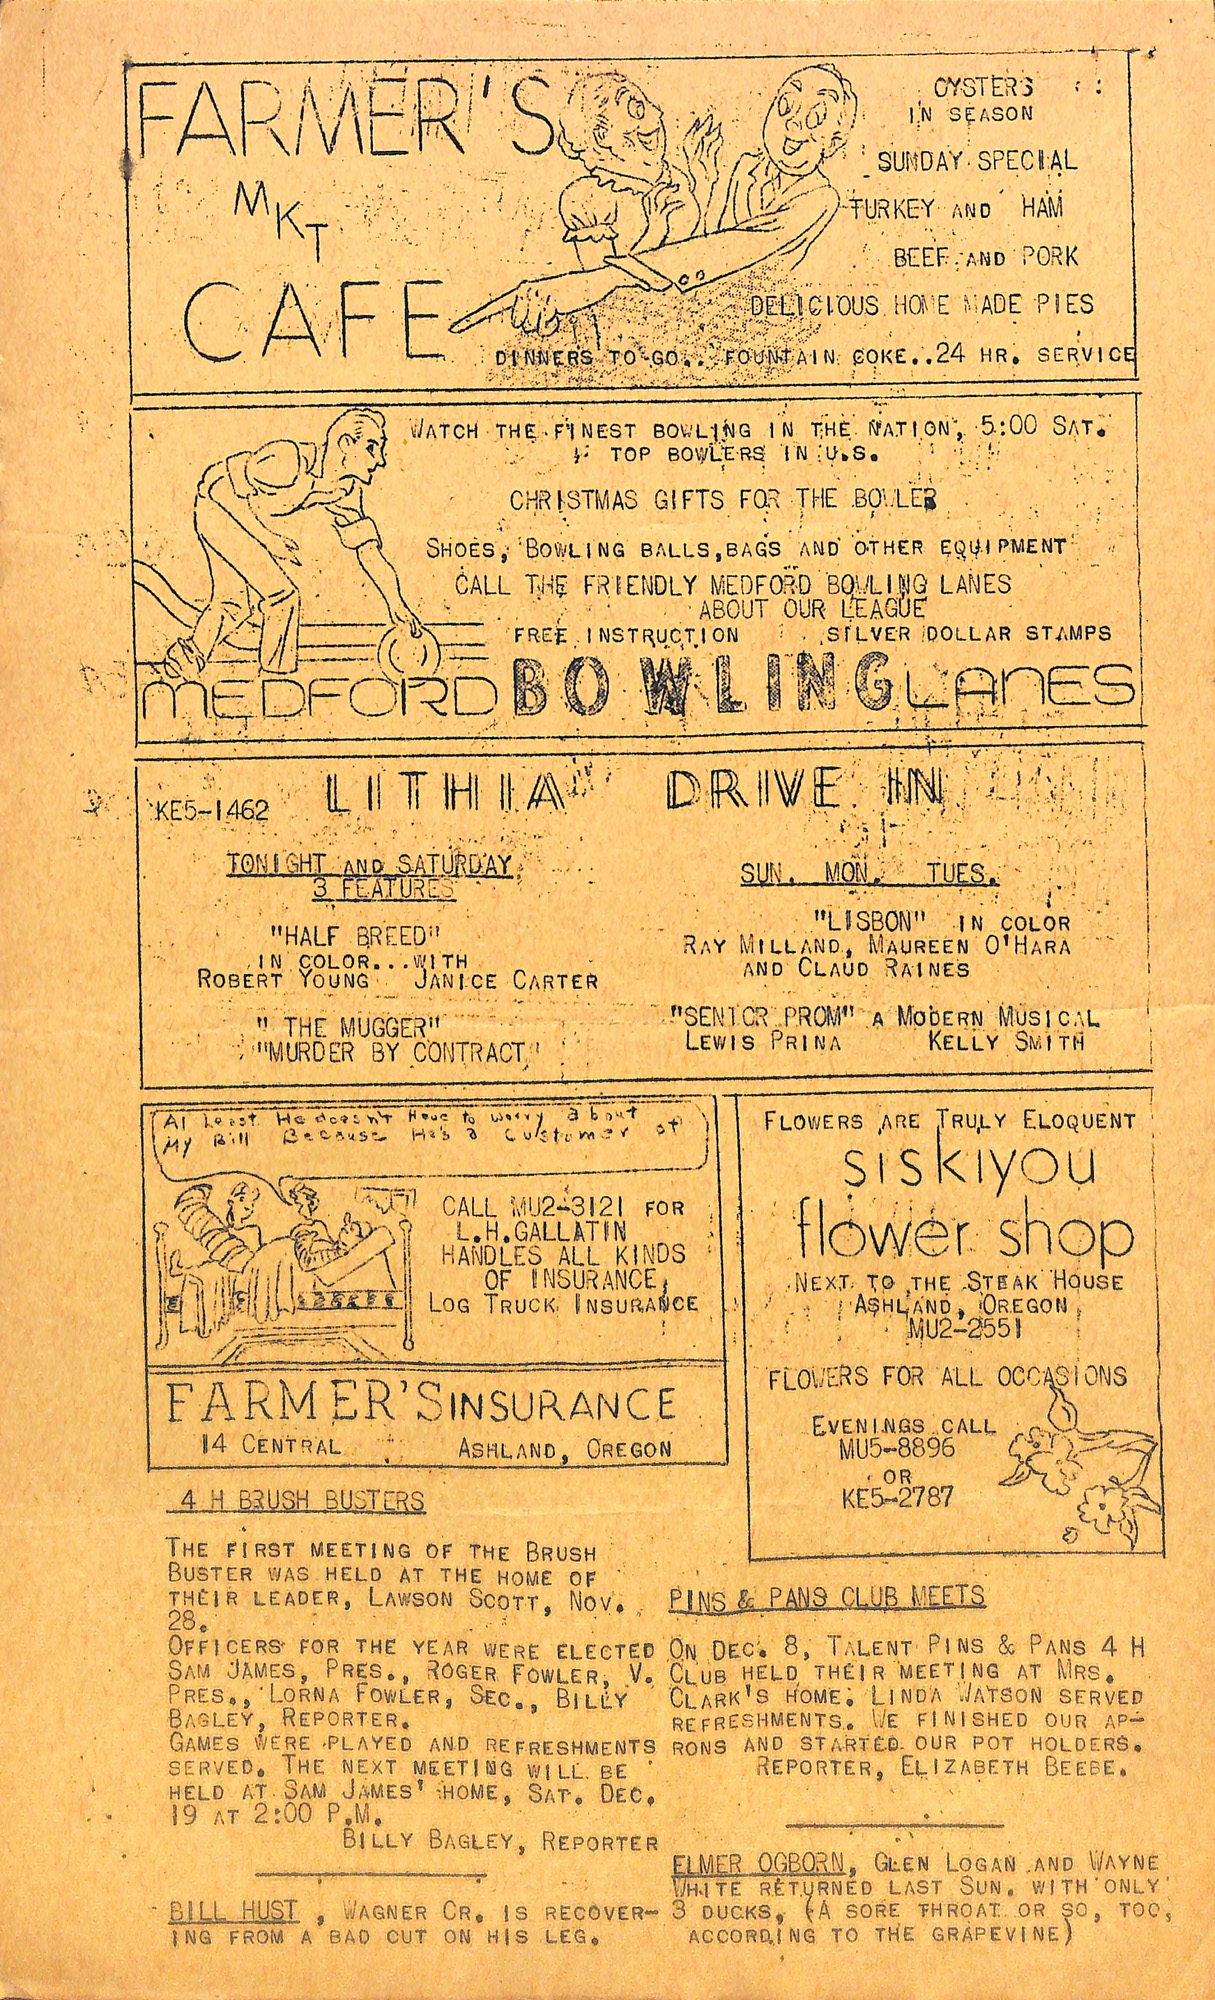 FARMER'S
MKT
CAFE
OYSTERS
IN SEASON
SUNDAY SPECIAL
TURKEY AND HAM
BEEF AND PORK
DELICIOUS HOME MADE PIES
DINNERS TO GO.. FOUNTAIN COKE..24 HR. SERVICE
WATCH THE FINEST BOWLING IN THE NATION, 5:00 SAT.
TOP BOWLERS IN U.S.
CHRISTMAS GIFTS FOR THE BOWLER
SHOES, BOWLING BALLS,BAGS AND OTHER EQUIPMENT
CALL THE FRIENDLY MEDFORD BOWLING LANES
ABOUT OUR LEAGUE
FREE INSTRUCTION SILVER DOLLAR STAMPS
MEDFORD BOWLING LANES
LITHIA DRIVE IN
KE5-1462
TONIGHT AND SATURDAY
3 FEATURES
"HALF BREED"
IN COLOR...WITH
ROBERT YOUNG JANICE CARTER
" THE MUGGER"
"MURDER BY CONTRACT"
SUN. MON. TUES.
"LISBON" IN COLOR
RAY MILLAND, MAUREEN O'HARA
AND CLAUD RAINES
"SENIOR PROM" A MODERN MUSICAL
LEWIS PRINA KELLY SMITH
At Least He doesn't Have to worry about
My Bill Because He's a Customer of
CALL MU2-3121 FOR
L.H.GALLATIN
HANDLES ALL KINDS
OF INSURANCE,
LOG TRUCK INSURANCE
FARMER'S INSURANCE
14 CENTRAL ASHLAND, OREGON
FLOWERS ARE TRULY ELOQUENT
siskiyou
flower shop
NEXT TO THE STEAK HOUSE
ASHLAND, OREGON
MU2-2551
FLOWERS FOR ALL OCCASIONS
EVENINGS CALL
MU5-8896
OR
KE5-2787
4 H BRUSH BUSTERS
THE FIRST MEETING OF THE BRUSH
BUSTER WAS HELD AT THE HOME OF
THEIR LEADER, LAWSON SCOTT, NOV.
28.
OFFICERS FOR THE YEAR WERE ELECTED
SAM JAMES, PRES., ROGER FOWLER, V.
PRES., LORNA FOWLER, SEC., BILLY
BAGLEY, REPORTER.
GAMES WERE PLAYED AND REFRESHMENTS
SERVED. THE NEXT MEETING WILL BE
HELD AT SAM JAMES' HOME, SAT. DEC.
19 AT 2:00 P.M.
BILLY BAGLEY, REPORTER
BILL HUST , WAGNER CR. IS RECOVER-
ING FROM A BAD CUT ON HIS LEG.
PINS & PANS CLUB MEETS
ON DEC. 8, TALENT PINS & PANS 4 H
CLUB HELD THEIR MEETING AT MRS.
CLARK'S HOME. LINDA WATSON SERVED
REFRESHMENTS. WE FINISHED OUR AP-
RONS AND STARTED OUR POT HOLDERS.
REPORTER, ELIZABETH BEEBE.
ELMER OGBORN, GLEN LOGAN AND WAYNE
WHITE RETURNED LAST SUN. WITH ONLY
3 DUCKS, (A SORE THROAT OR SO, TOO,
ACCORDING TO THE GRAPEVINE)